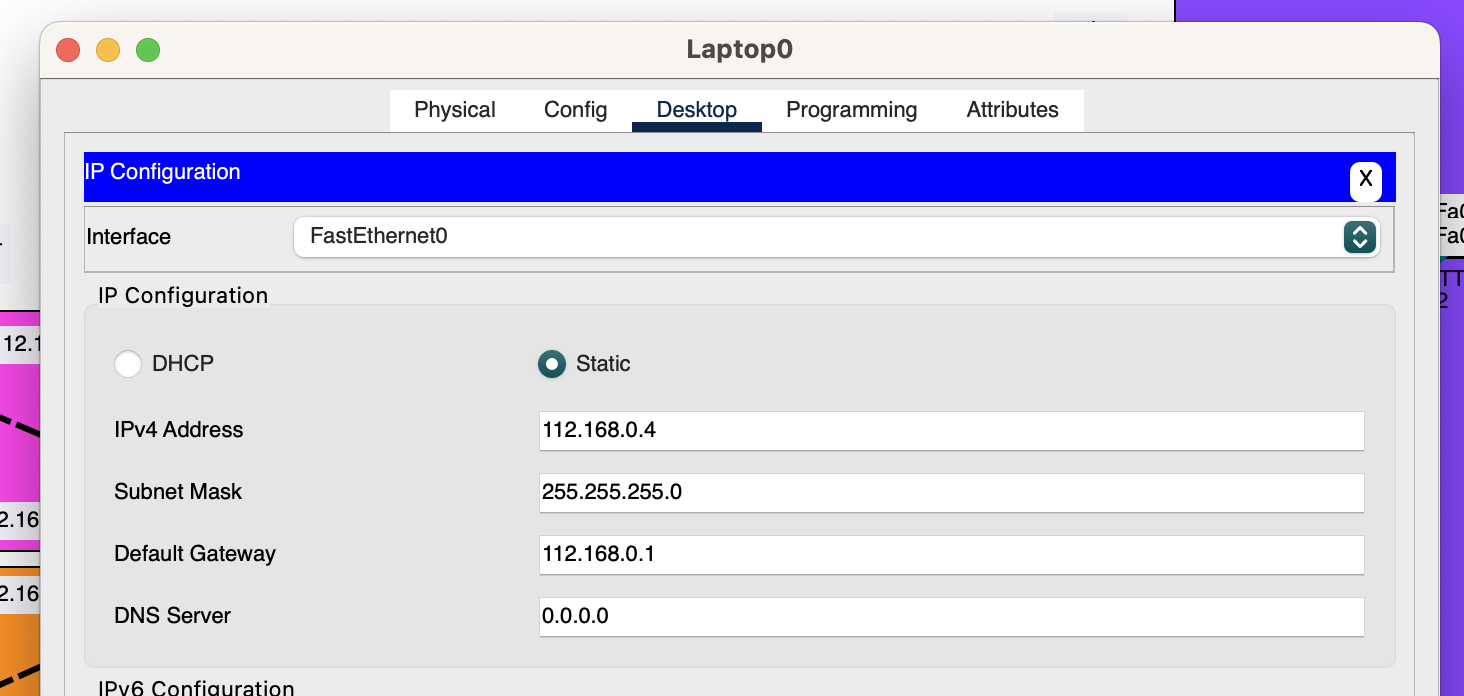 Laptop0
Physical Config Desktop Programming Attributes
IP Configuration
X
Interface FastEthernet0
IP Configuration
DHCP Static
IPv4 Address 112.168.0.4
Subnet Mask 255.255.255.0
Default Gateway 112.168.0.1
DNS Server 0.0.0.0
IPv6 Configuration
12.1
2.16
2.16
Fa0
Fa0
TT
2